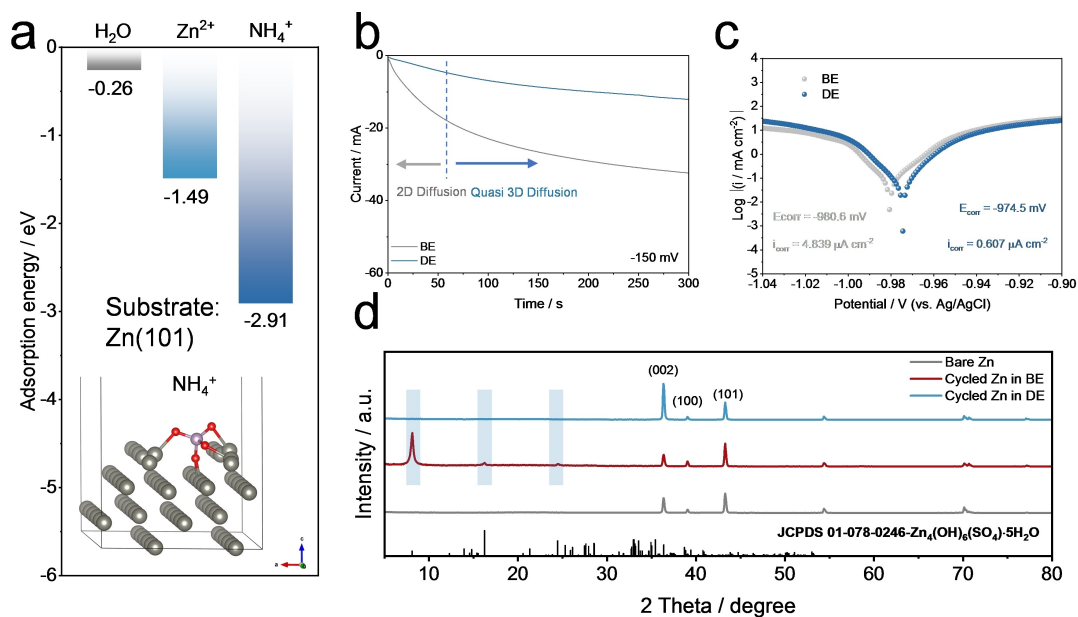 a
H₂O Zn²⁺ NH₄⁺
0
-1
-2
-3
-4
-5
-6
Adsorption energy / eV
-0.26
-1.49
-2.91
Substrate:
Zn(101)
NH₄⁺
c
a
b
0
-20
-40
-60
Current / mA
2D Diffusion
Quasi 3D Diffusion
BE
DE
-150 mV
0 50 100 150 200 250 300
Time / s
c
4
3
2
1
0
-1
-2
-3
-4
-5
Log |(i / mA cm⁻²) |
BE
DE
Ecorr = -980.6 mV
i_corr = 4.839 μA cm⁻²
E_corr = -974.5 mV
i_corr = 0.607 μA cm⁻²
-1.04 -1.02 -1.00 -0.98 -0.96 -0.94 -0.92 -0.90
Potential / V (vs. Ag/AgCl)
d
Intensity / a.u.
(002)
(100)
(101)
Bare Zn
Cycled Zn in BE
Cycled Zn in DE
JCPDS 01-078-0246-Zn₄(OH)₆(SO₄)·5H₂O
10 20 30 40 50 60 70 80
2 Theta / degree